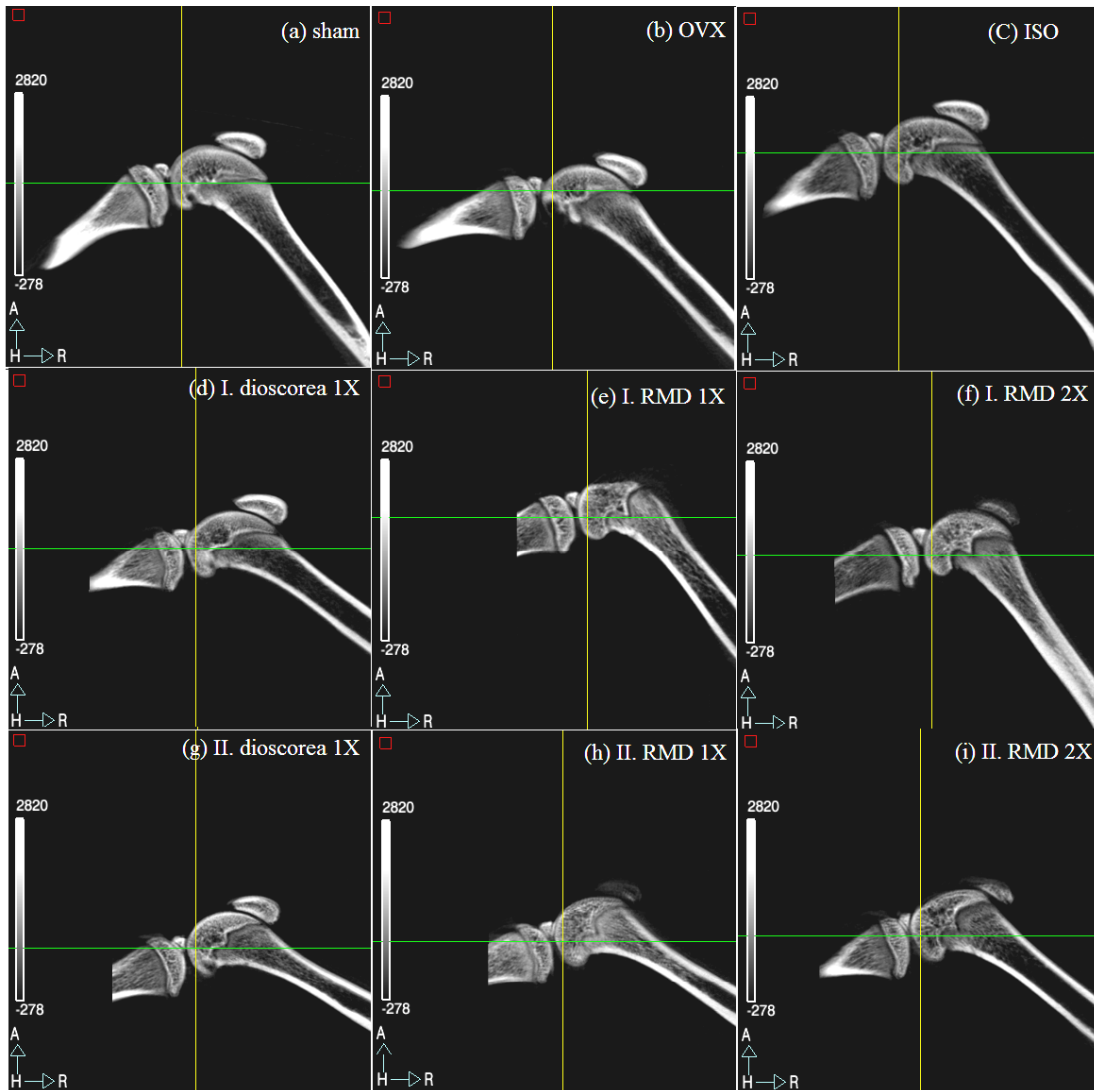 (a) sham
2820
-278
A
H R
(b) OVX
2820
-278
A
H R
(C) ISO
2820
-278
A
H R
(d) I. dioscorea 1X
2820
-278
A
H R
(e) I. RMD 1X
2820
-278
A
H R
(f) I. RMD 2X
2820
-278
A
H R
(g) II. dioscorea 1X
2820
-278
A
H R
(h) II. RMD 1X
2820
-278
A
H R
(i) II. RMD 2X
2820
-278
A
H R